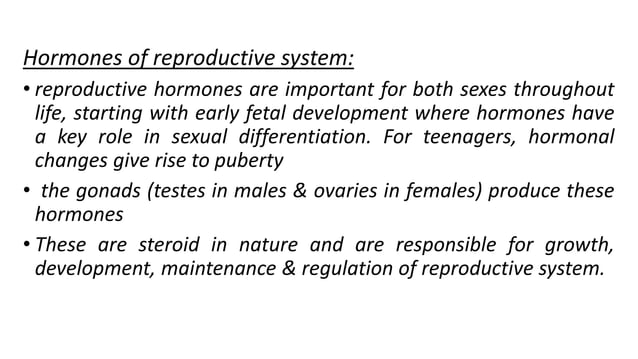 Hormones of reproductive system:
• reproductive hormones are important for both sexes throughout
life, starting with early fetal development where hormones have
a key role in sexual differentiation. For teenagers, hormonal
changes give rise to puberty
• the gonads (testes in males & ovaries in females) produce these
hormones
• These are steroid in nature and are responsible for growth,
development, maintenance & regulation of reproductive system.